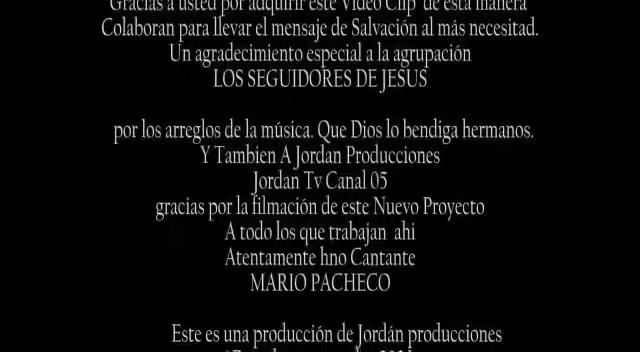 Gracias a usted por adquirir este Video Clip de esta manera
Colaboran para llevar el mensaje de Salvación al más necesitad.
Un agradecimiento especial a la agrupación
LOS SEGUIDORES DE JESUS
por los arreglos de la música. Que Dios lo bendiga hermanos.
Y Tambien A Jordan Producciones
Jordan Tv Canal 05
gracias por la filmación de este Nuevo Proyecto
A todo los que trabajan ahi
Atentamente hno Cantante
MARIO PACHECO
Este es una producción de Jordán producciones